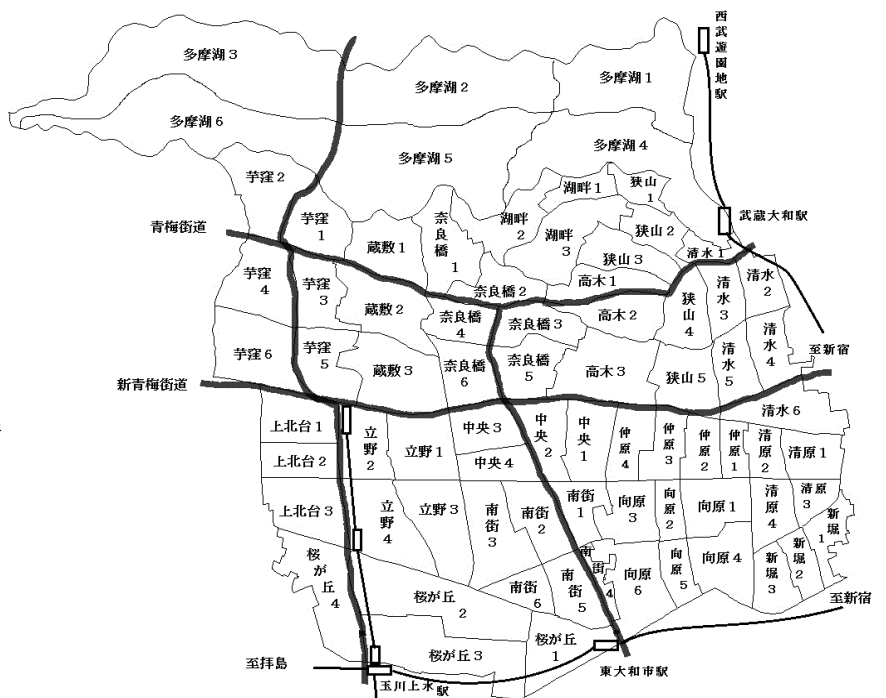 西武遊園地駅
多摩湖3
多摩湖2
多摩湖1
多摩湖6
多摩湖5
多摩湖4
芋窪2
湖畔1
狭山1
青梅街道
芋窪1
蔵敷1
奈良橋1
湖畔2
湖畔3
狭山2
武蔵大和駅
狭山3
清水1
芋窪4
芋窪3
蔵敷2
奈良橋2
高木1
清水2
奈良橋4
奈良橋3
高木2
狭山4
清水3
芋窪6
芋窪5
蔵敷3
奈良橋6
奈良橋5
高木3
狭山5
清水5
清水4
至新宿
新青梅街道
清水6
上北台1
立野2
立野1
中央3
中央2
中央1
仲原4
仲原3
仲原2
仲原1
清原2
清原1
上北台2
中央4
上北台3
立野4
立野3
南街3
南街2
南街1
向原3
向原2
向原1
清原4
清原3
新堀1
桜が丘4
桜が丘2
南街6
南街5
南街4
向原6
向原5
向原4
新堀3
新堀2
至新宿
至拝島
桜が丘3
桜が丘1
東大和市駅
玉川上水駅